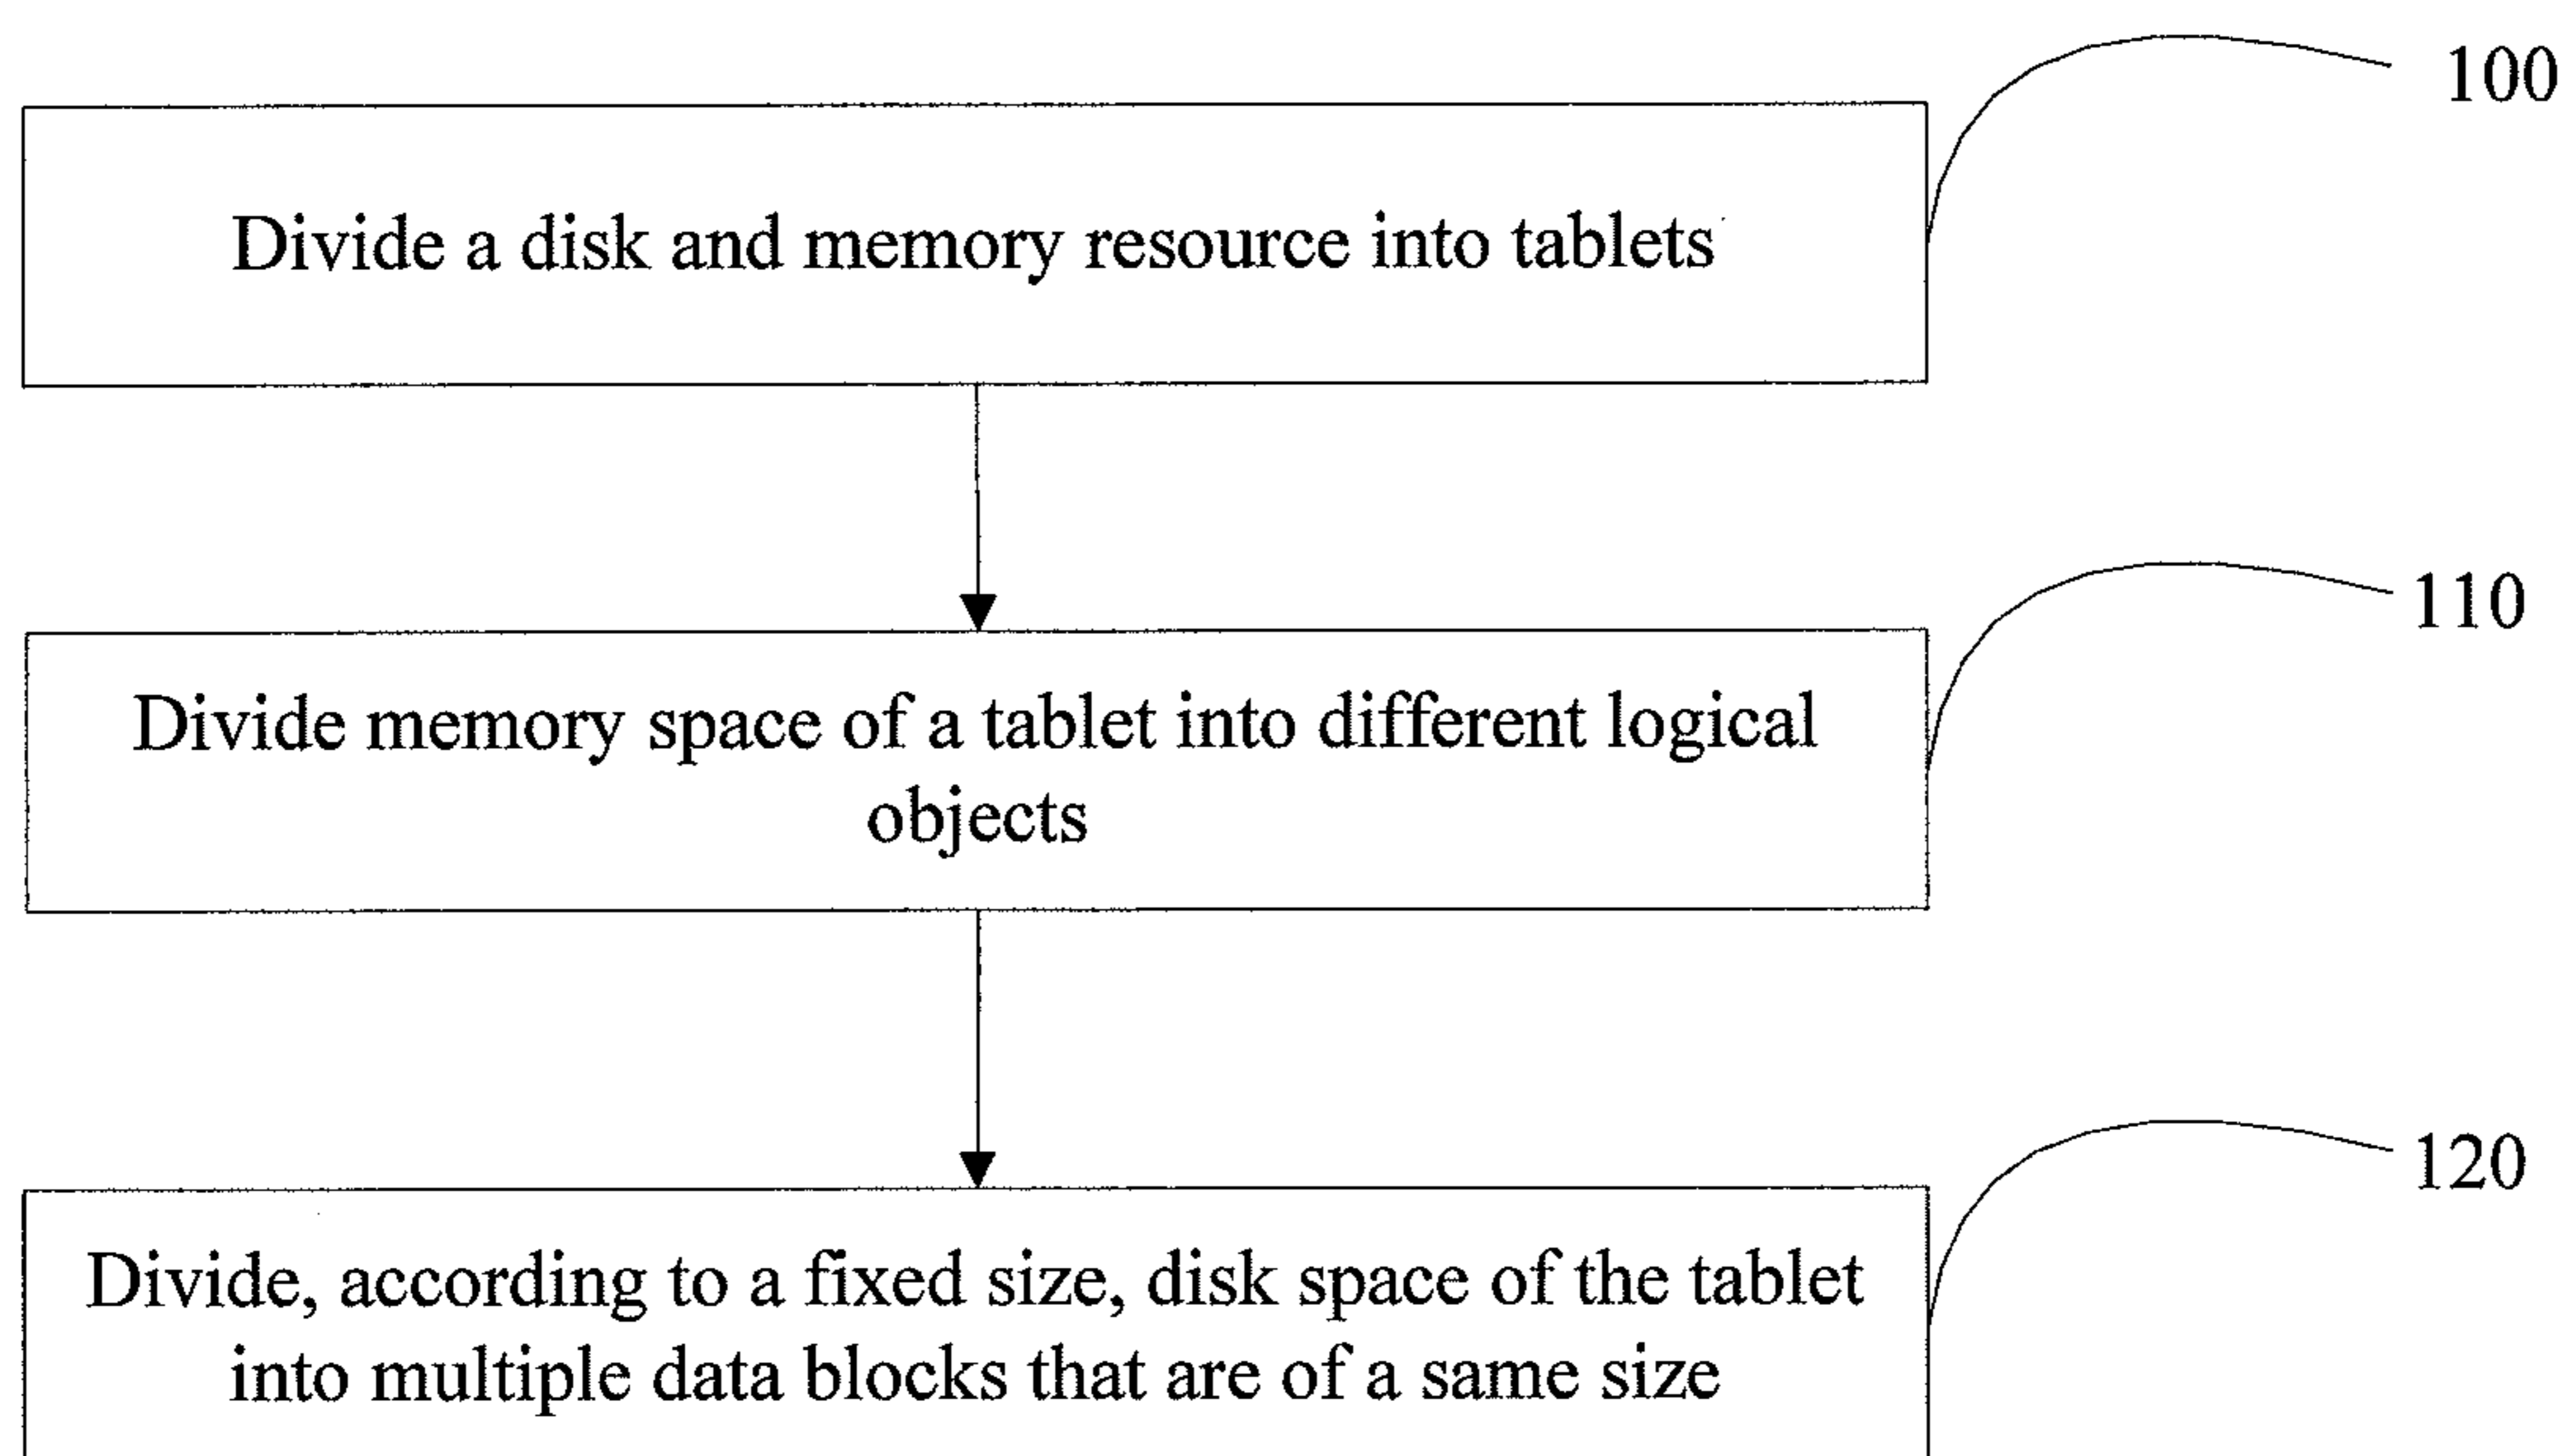 100
Divide a disk and memory resource into tablets
110
Divide memory space of a tablet into different logical
objects
120
Divide, according to a fixed size, disk space of the tablet
into multiple data blocks that are of a same size